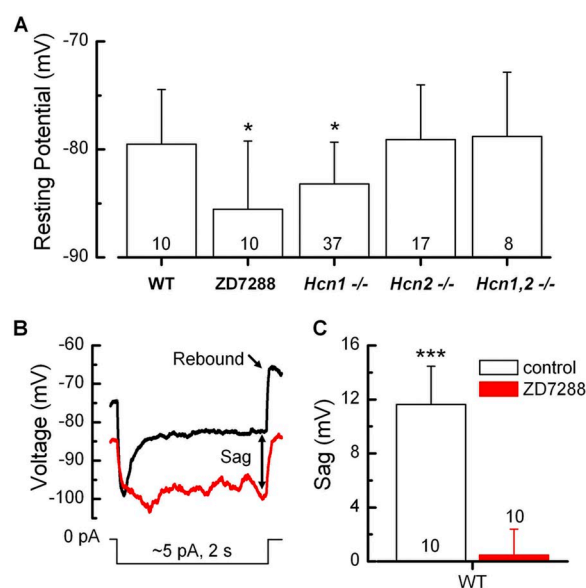 A
Resting Potential (mV)
-70
-80
-90
*
*
10
10
37
17
8
WT
ZD7288
Hcn1 -/-
Hcn2 -/-
Hcn1,2 -/-
B
Voltage (mV)
-60
-70
-80
-90
-100
Rebound
Sag
0 pA
~5 pA, 2 s
C
Sag (mV)
16
12
8
4
0
***
control
ZD7288
10
10
WT